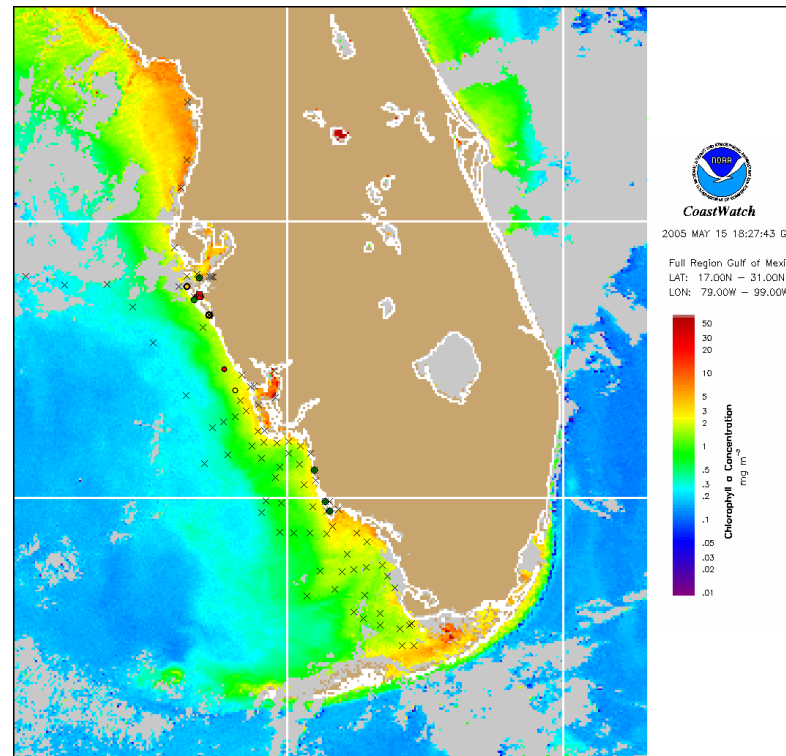 NOAA
CoastWatch
2005 MAY 15 18:27:43 G
Full Region Gulf of Mexi
LAT: 17.00N – 31.00N
LON: 79.00W – 99.00W
50
30
20
10
5
3
2
1
.5
.3
.2
.1
.05
.03
.02
.01
Chlorophyll a Concentration
mg m⁻³